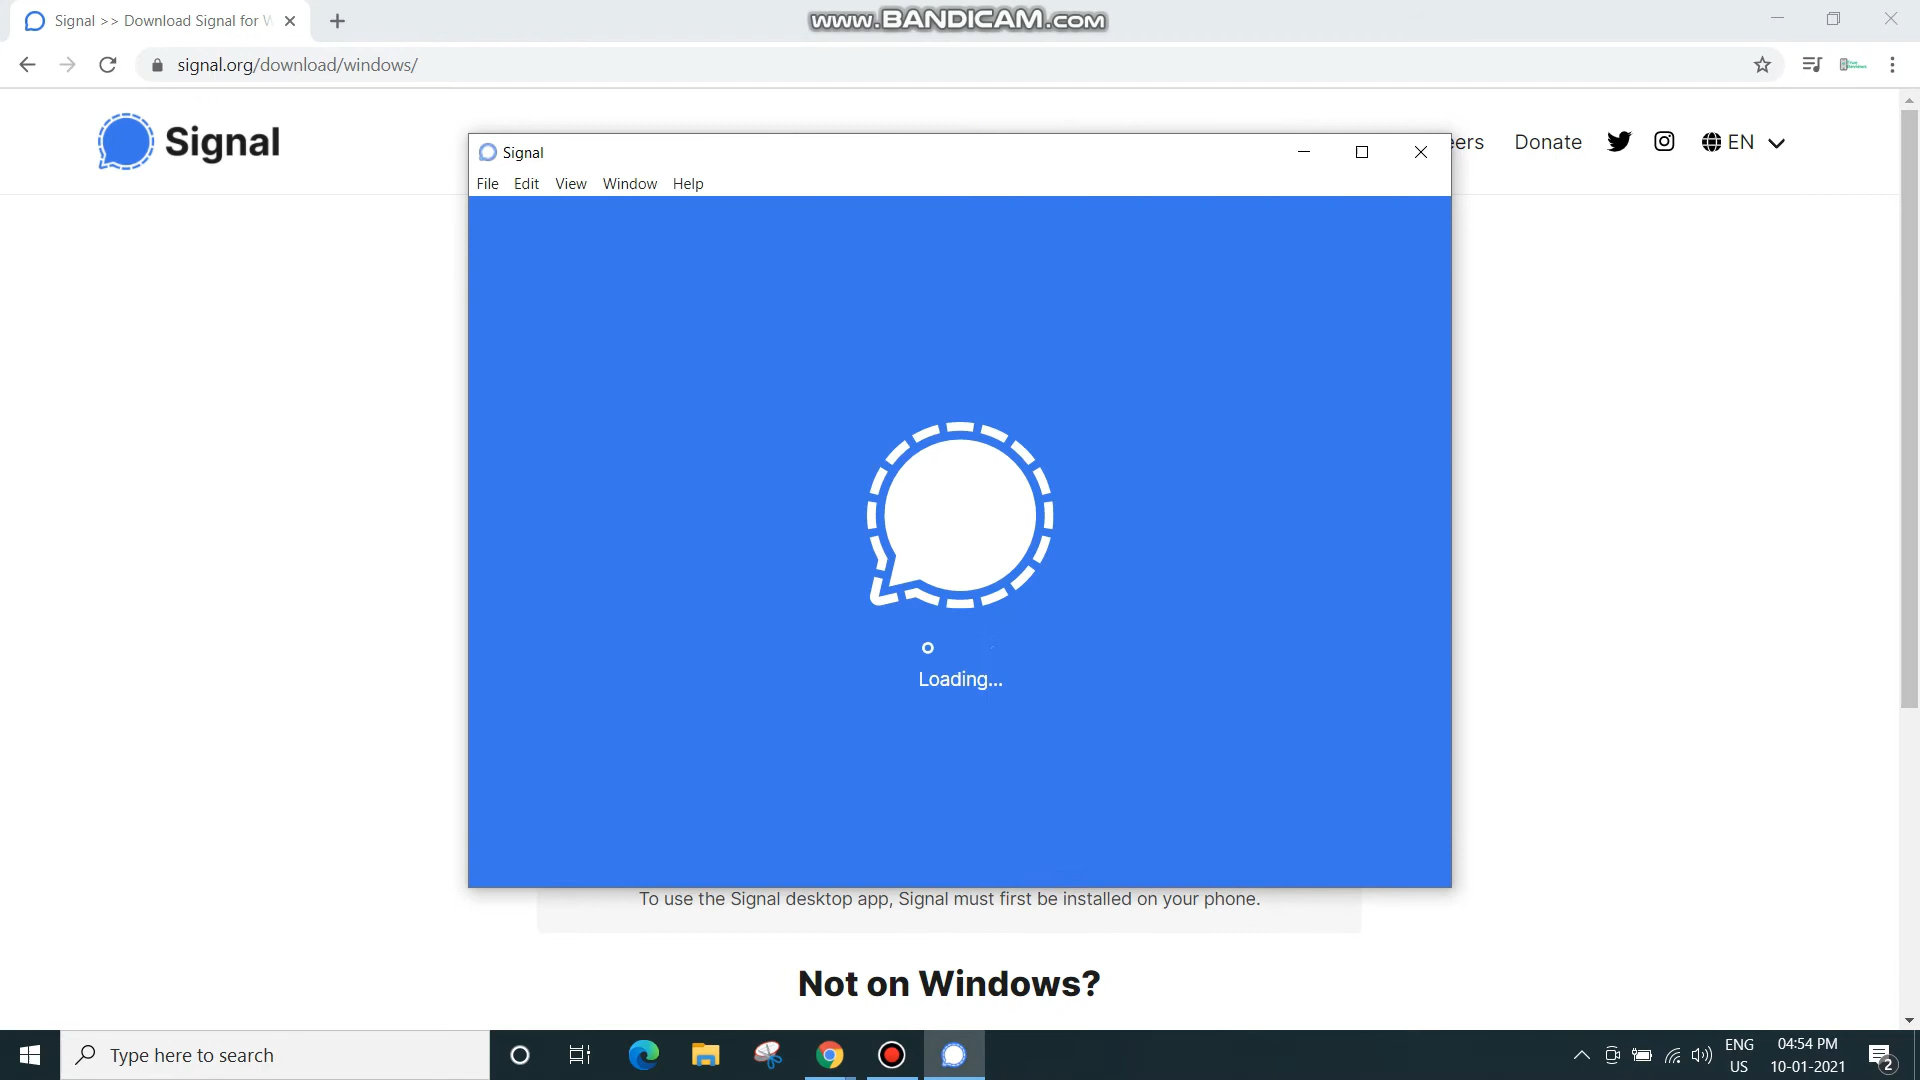 Signal >> Download Signal for W
www.BANDICAM.com
signal.org/download/windows/
Signal
Donate
EN
Signal
File Edit View Window Help
Loading...
To use the Signal desktop app, Signal must first be installed on your phone.
Not on Windows?
Type here to search
ENG
US
04:54 PM
10-01-2021
2